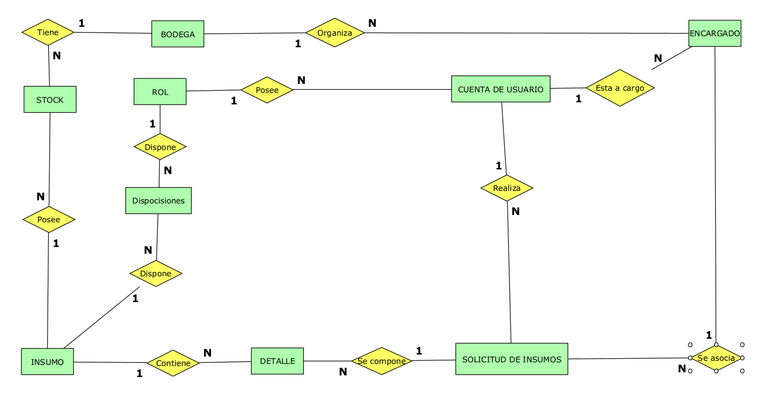 Tiene
1
BODEGA
1
Organiza
N
ENCARGADO
N
STOCK
ROL
1
Posee
N
CUENTA DE USUARIO
1
Esta a cargo
N
1
Dispone
N
1
Realiza
N
N
Posee
1
Dispocisiones
N
Dispone
1
INSUMO
1
Contiene
N
DETALLE
N
Se compone
1
SOLICITUD DE INSUMOS
N
Se asocia
1